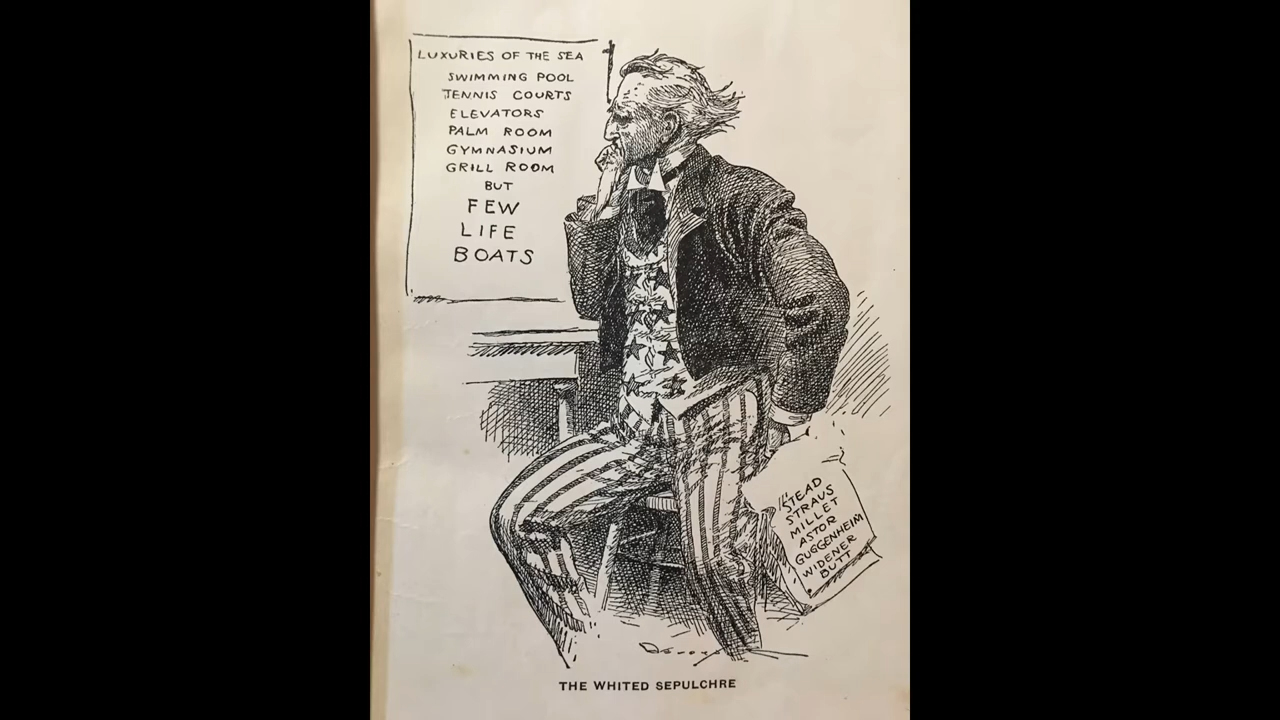 LUXURIES OF THE SEA
SWIMMING POOL
TENNIS COURTS
ELEVATORS
PALM ROOM
GYMNASIUM
GRILL ROOM
BUT
FEW
LIFE
BOATS
STEAD
STRAUS
MILLET
ASTOR
GUGGENHEIM
WIDENER
BUTT
THE WHITED SEPULCHRE